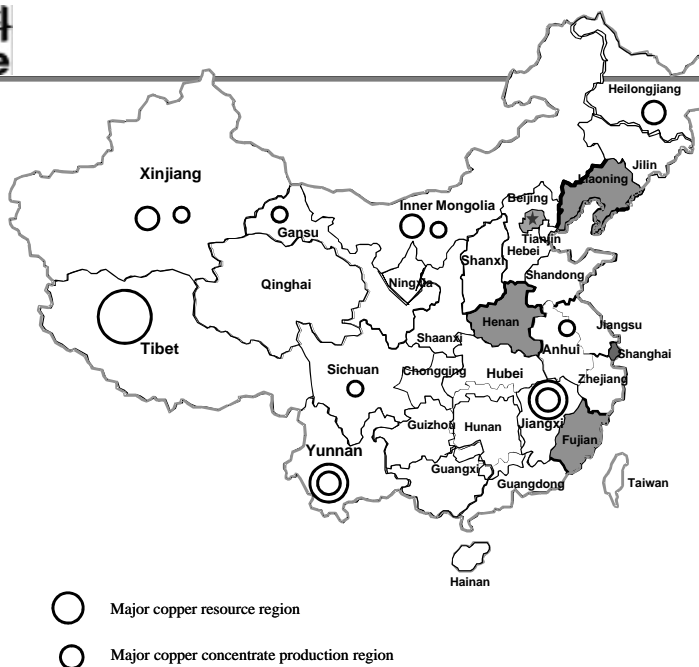 Heilongjiang
Jilin
Liaoning
Xinjiang
Inner Mongolia
Beijing
Gansu
Tianjin
Hebei
Shanxi
Shandong
Qinghai
Ningxia
Henan
Jiangsu
Shaanxi
Anhui
Shanghai
Tibet
Sichuan
Chongqing
Hubei
Zhejiang
Guizhou
Hunan
Jiangxi
Fujian
Yunnan
Guangxi
Guangdong
Taiwan
Hainan
Major copper resource region
Major copper concentrate production region